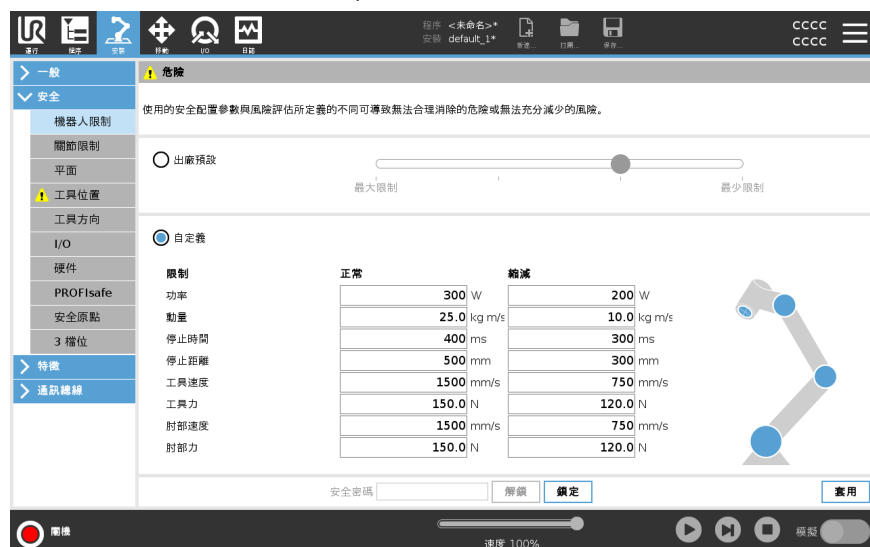 程序 <未命名>*
安裝 default_1*
運行 程序 安裝 移動 I/O 日誌 新建... 打開... 保存...
cccc
cccc
一般
安全
機器人限制
關節限制
平面
工具位置
工具方向
I/O
硬件
PROFIsafe
安全原點
3 檔位
特徵
通訊總線
危險
使用的安全配置參數與風險評估所定義的不同可導致無法合理消除的危險或無法充分減少的風險。
出廠預設
最大限制 最少限制
自定義
限制 正常 縮減
功率 300 W 200 W
動量 25.0 kg m/s 10.0 kg m/s
停止時間 400 ms 300 ms
停止距離 500 mm 300 mm
工具速度 1500 mm/s 750 mm/s
工具力 150.0 N 120.0 N
肘部速度 1500 mm/s 750 mm/s
肘部力 150.0 N 120.0 N
安全密碼 解鎖 鎖定 套用
關機 速度 100% 模擬